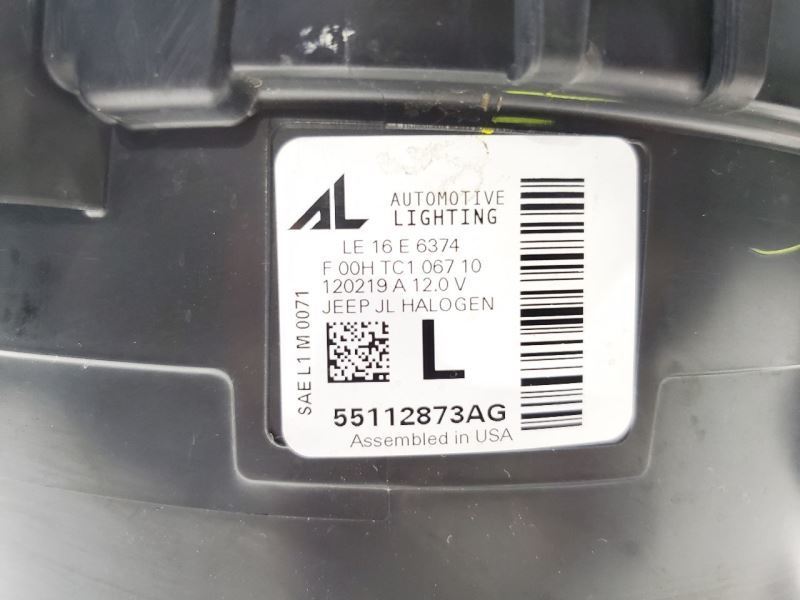 AL AUTOMOTIVE
LIGHTING
LE 16 E 6374
F 00H TC1 067 10
120219 A 12.0 V
JEEP JL HALOGEN
SAE L1 M 0071
L
55112873AG
Assembled in USA